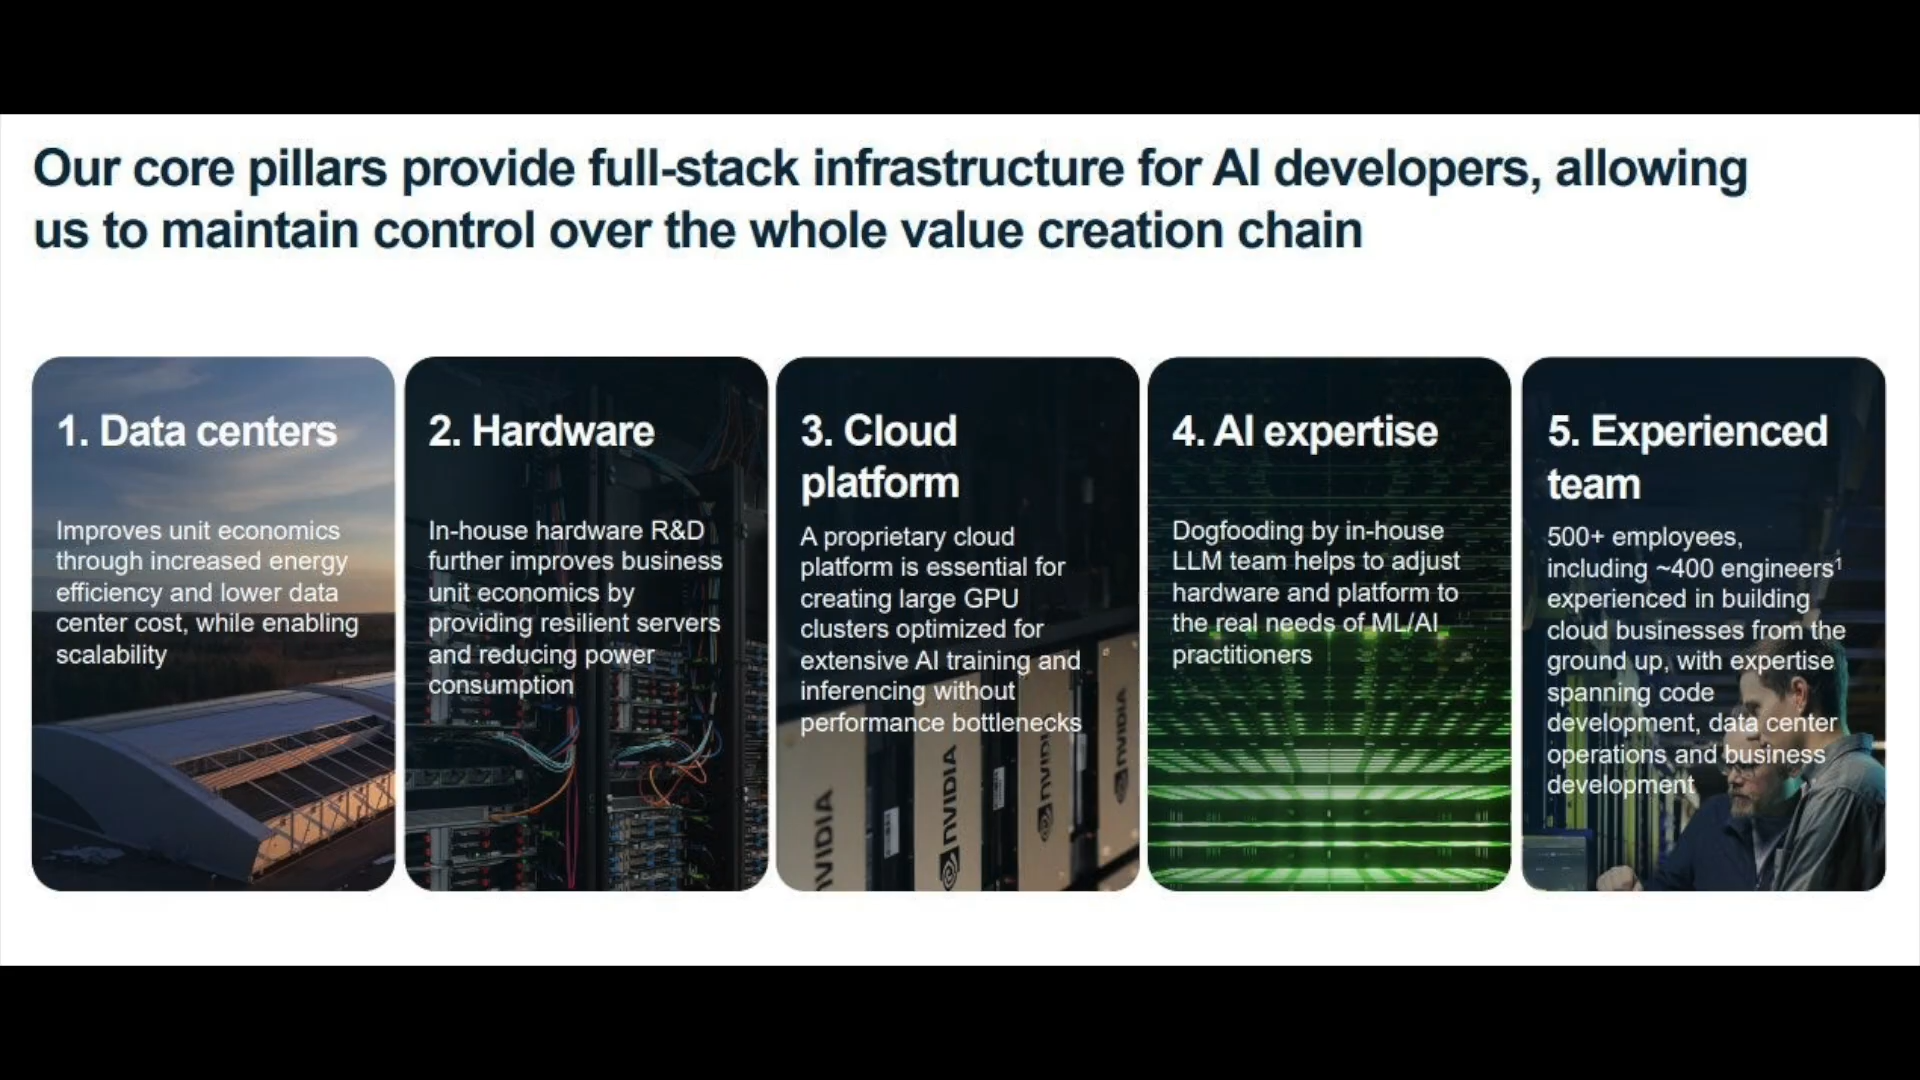 Our core pillars provide full-stack infrastructure for AI developers, allowing
us to maintain control over the whole value creation chain
1. Data centers
Improves unit economics
through increased energy
efficiency and lower data
center cost, while enabling
scalability
2. Hardware
In-house hardware R&D
further improves business
unit economics by
providing resilient servers
and reducing power
consumption
3. Cloud
platform
A proprietary cloud
platform is essential for
creating large GPU
clusters optimized for
extensive AI training and
inferencing without
performance bottlenecks
NVIDIA
NVIDIA
NVIDIA
NVIDIA
4. AI expertise
Dogfooding by in-house
LLM team helps to adjust
hardware and platform to
the real needs of ML/AI
practitioners
5. Experienced
team
500+ employees,
including ~400 engineers¹
experienced in building
cloud businesses from the
ground up, with expertise
spanning code
development, data center
operations and business
development